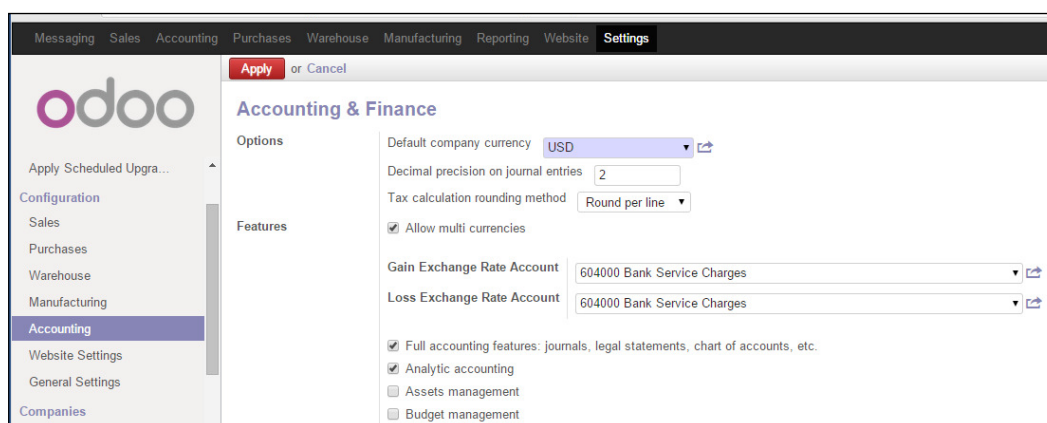 Messaging Sales Accounting Purchases Warehouse Manufacturing Reporting Website Settings
Apply or Cancel
odoo
Accounting & Finance
Options
Default company currency USD
Decimal precision on journal entries 2
Tax calculation rounding method Round per line
Apply Scheduled Upgra...
Configuration
Sales
Purchases
Warehouse
Manufacturing
Accounting
Website Settings
General Settings
Companies
Features
Allow multi currencies
Gain Exchange Rate Account 604000 Bank Service Charges
Loss Exchange Rate Account 604000 Bank Service Charges
Full accounting features: journals, legal statements, chart of accounts, etc.
Analytic accounting
Assets management
Budget management